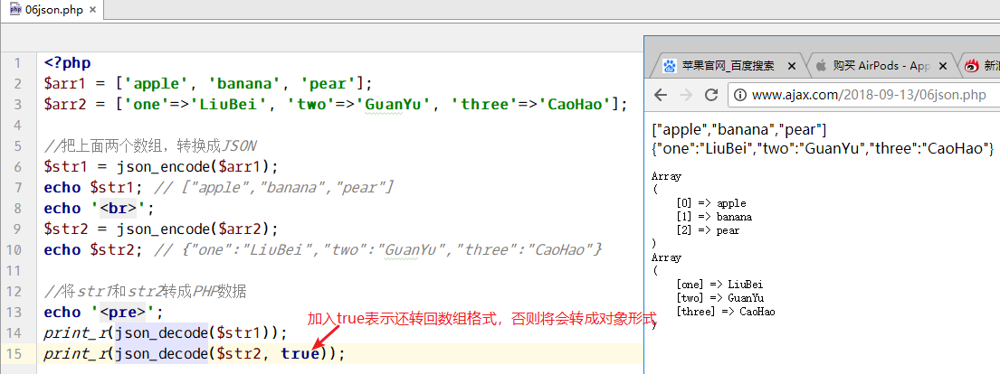 06json.php
1 <?php
2 $arr1 = ['apple', 'banana', 'pear'];
3 $arr2 = ['one'=>'LiuBei', 'two'=>'GuanYu', 'three'=>'CaoHao'];
4
5 //把上面两个数组，转换成JSON
6 $str1 = json_encode($arr1);
7 echo $str1; // ["apple","banana","pear"]
8 echo '<br>';
9 $str2 = json_encode($arr2);
10 echo $str2; // {"one":"LiuBei","two":"GuanYu","three":"CaoHao"}
11
12 //将str1和str2转成PHP数据
13 echo '<pre>';
加入true表示还转回数组格式，否则将会转成对象形式
14 print_r(json_decode($str1));
15 print_r(json_decode($str2, true));
苹果官网_百度搜索 购买 AirPods - App 新
www.ajax.com/2018-09-13/06json.php
["apple","banana","pear"]
{"one":"LiuBei","two":"GuanYu","three":"CaoHao"}
Array
(
[0] => apple
[1] => banana
[2] => pear
)
Array
(
[one] => LiuBei
[two] => GuanYu
[three] => CaoHao
)